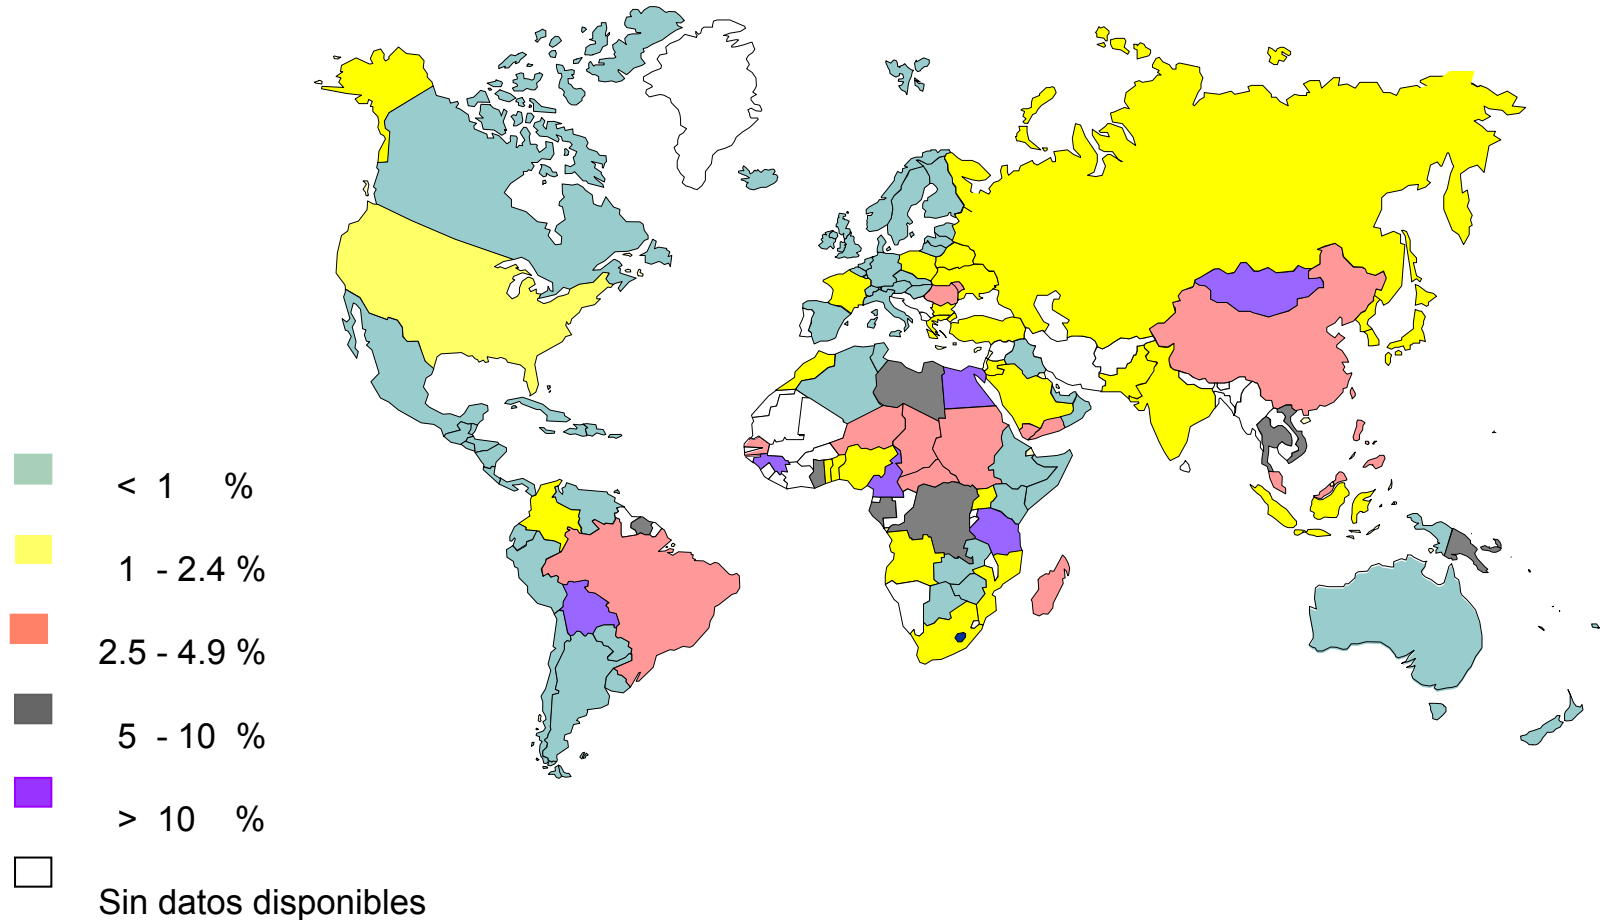 < 1 %
1 - 2.4 %
2.5 - 4.9 %
5 - 10 %
> 10 %
Sin datos disponibles